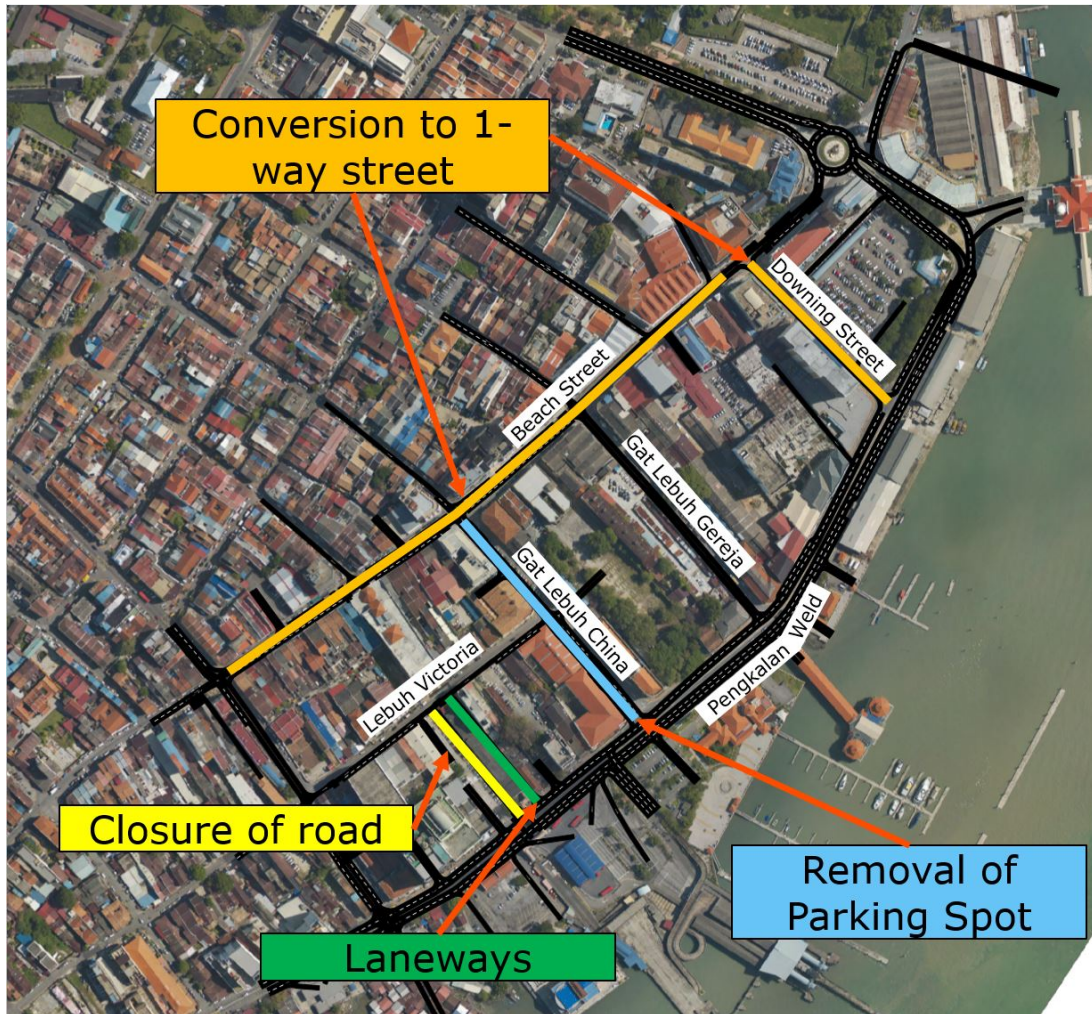 Conversion to 1-
way street
Downing Street
Beach Street
Gat Lebuh Gereja
Gat Lebuh China
Pengkalan Weld
Lebuh Victoria
Closure of road
Removal of
Parking Spot
Laneways